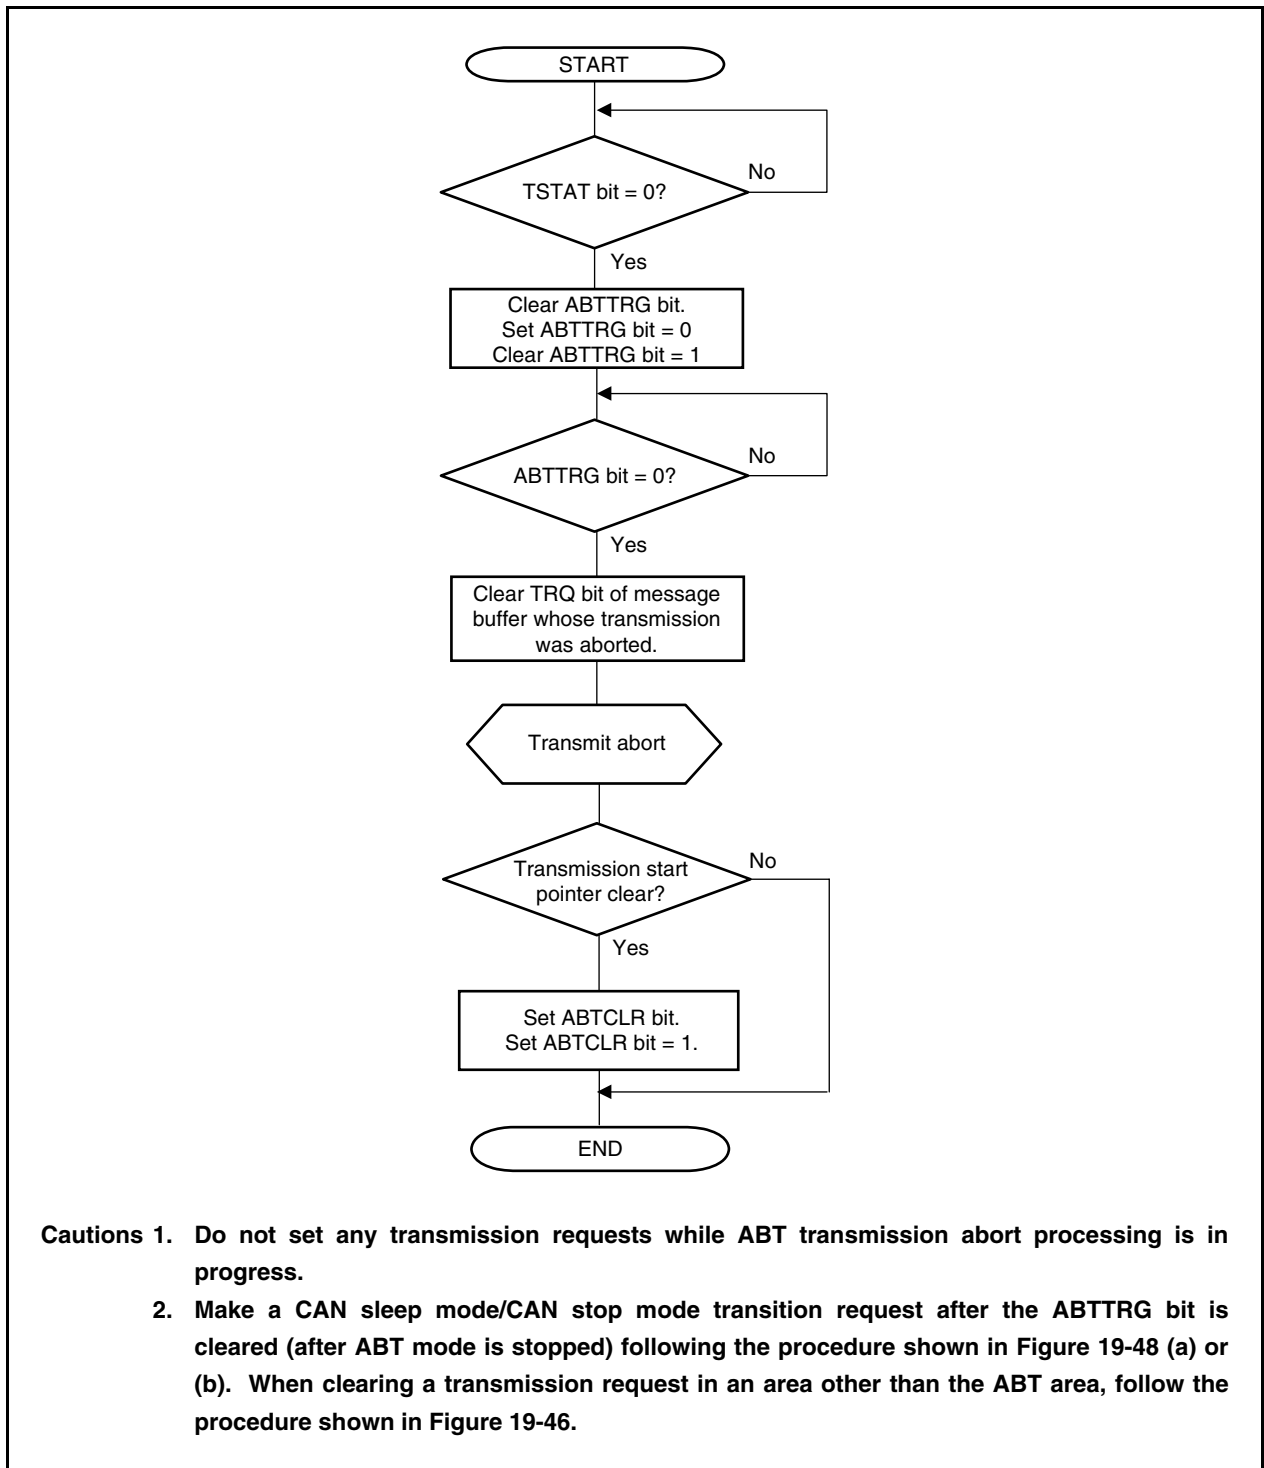 START
No
TSTAT bit = 0?
Yes
Clear ABTTRG bit.
Set ABTTRG bit = 0
Clear ABTTRG bit = 1
No
ABTTRG bit = 0?
Yes
Clear TRQ bit of message
buffer whose transmission
was aborted.
Transmit abort
No
Transmission start
pointer clear?
Yes
Set ABTCLR bit.
Set ABTCLR bit = 1.
END
Cautions 1. Do not set any transmission requests while ABT transmission abort processing is in
progress.
2. Make a CAN sleep mode/CAN stop mode transition request after the ABTTRG bit is
cleared (after ABT mode is stopped) following the procedure shown in Figure 19-48 (a) or
(b). When clearing a transmission request in an area other than the ABT area, follow the
procedure shown in Figure 19-46.